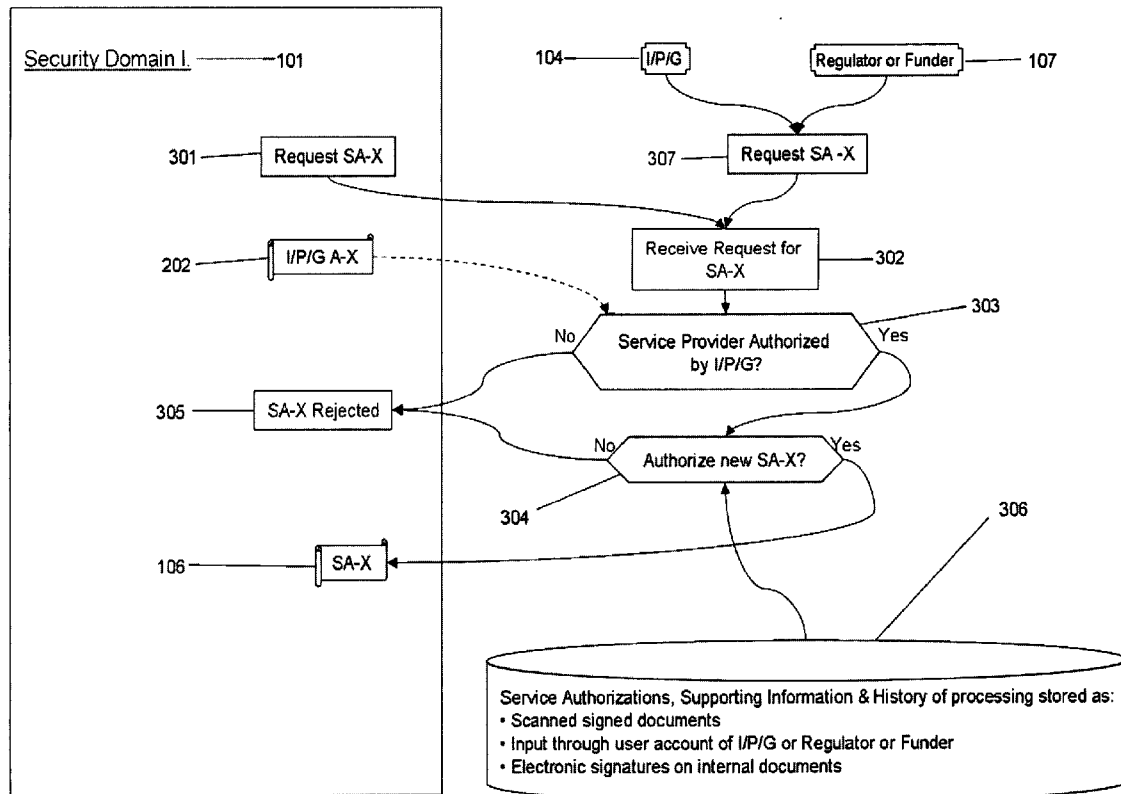 Security Domain I. 101
104 I/P/G
Regulator or Funder 107
301 Request SA-X
307 Request SA -X
202 I/P/G A-X
Receive Request for
SA-X
302
303
No Service Provider Authorized Yes
by I/P/G?
305 SA-X Rejected
No Authorize new SA-X? Yes
304
306
106 SA-X
Service Authorizations, Supporting Information & History of processing stored as:
• Scanned signed documents
• Input through user account of I/P/G or Regulator or Funder
• Electronic signatures on internal documents